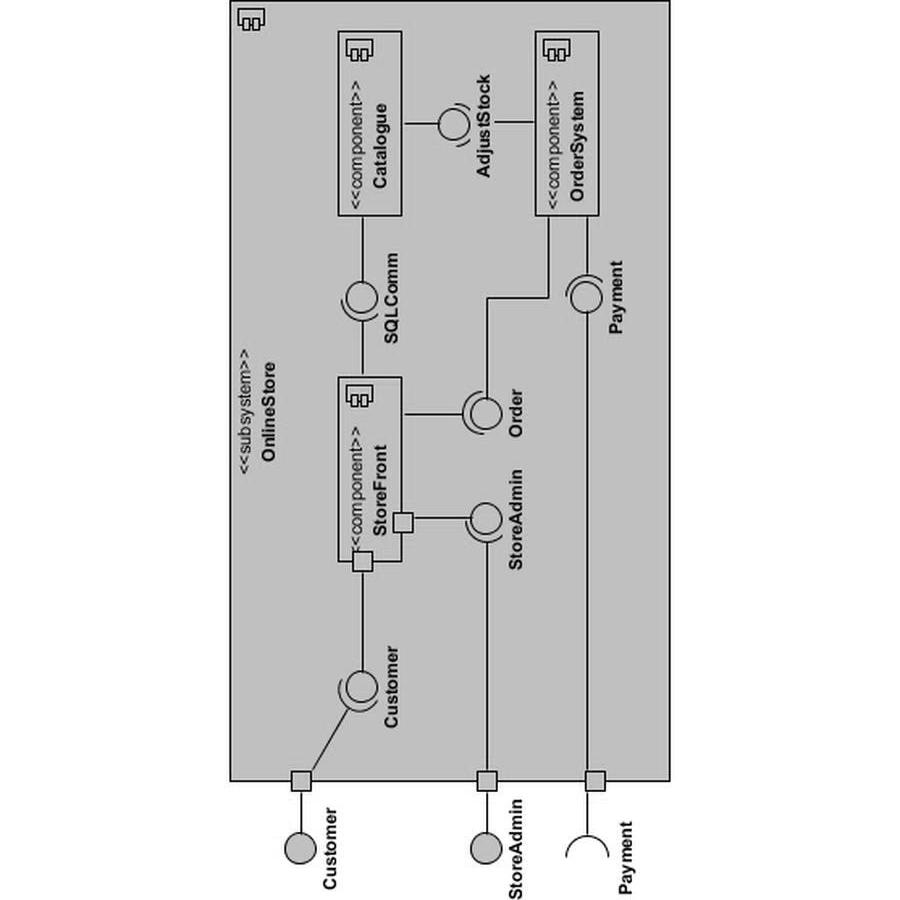 <<subsystem>>
OnlineStore
Customer
Customer
<<component>>
StoreFront
SQLComm
<<component>>
Catalogue
StoreAdmin
StoreAdmin
Order
AdjustStock
<<component>>
OrderSystem
Payment
Payment